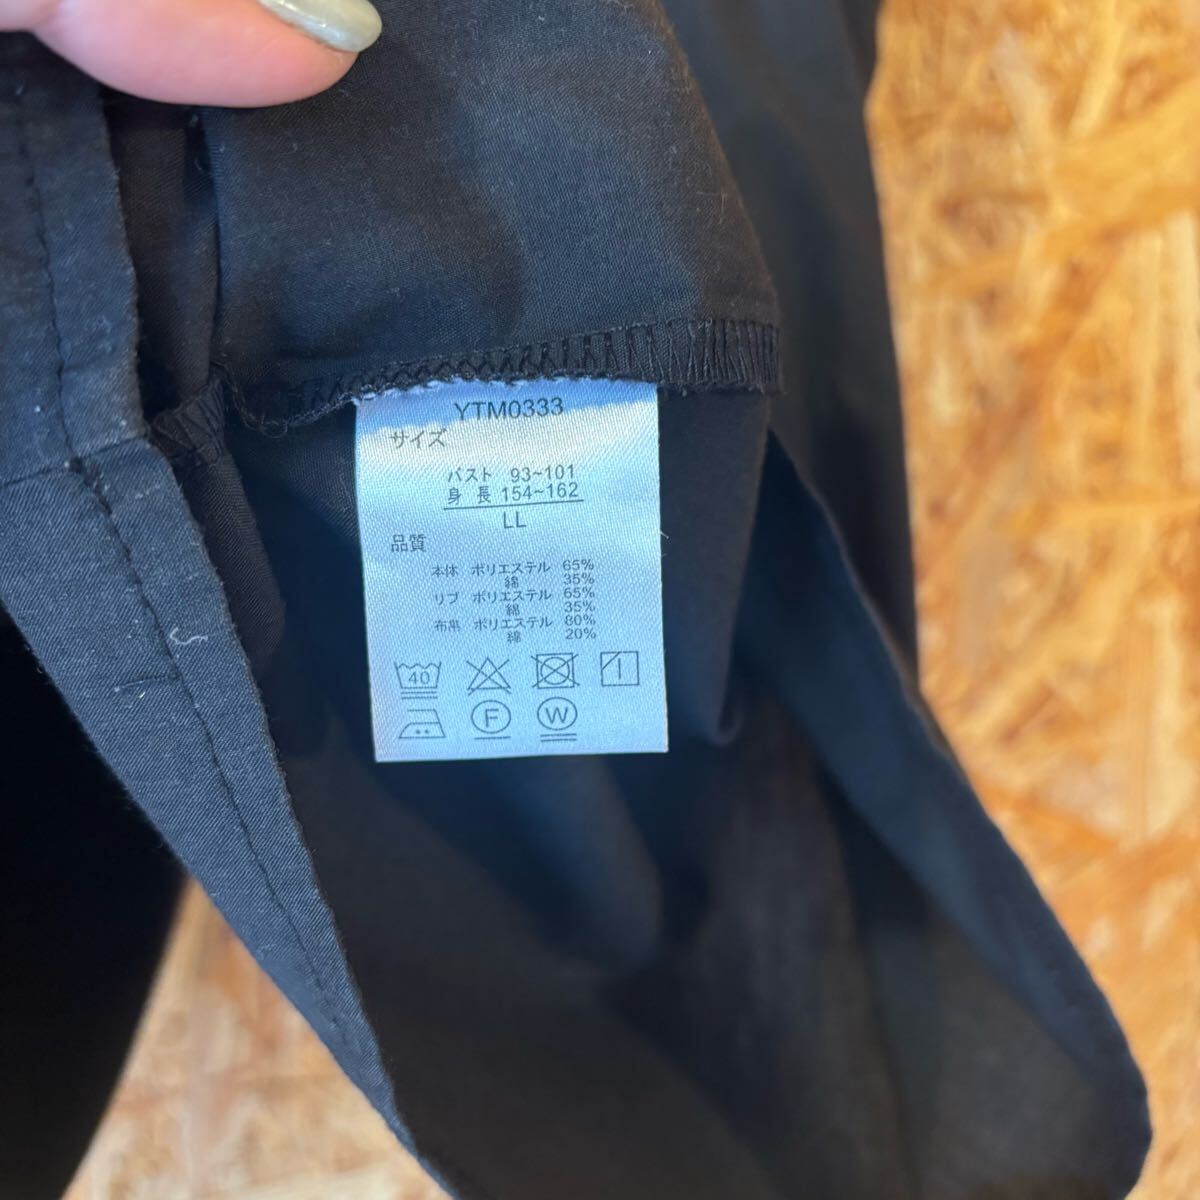 YTM0333
サイズ
バスト 93~101
身 長 154~162
LL
品質
本体 ポリエステル 65%
綿 35%
リブ ポリエステル 65%
綿 35%
布帛 ポリエステル 80%
綿 20%
40
F W